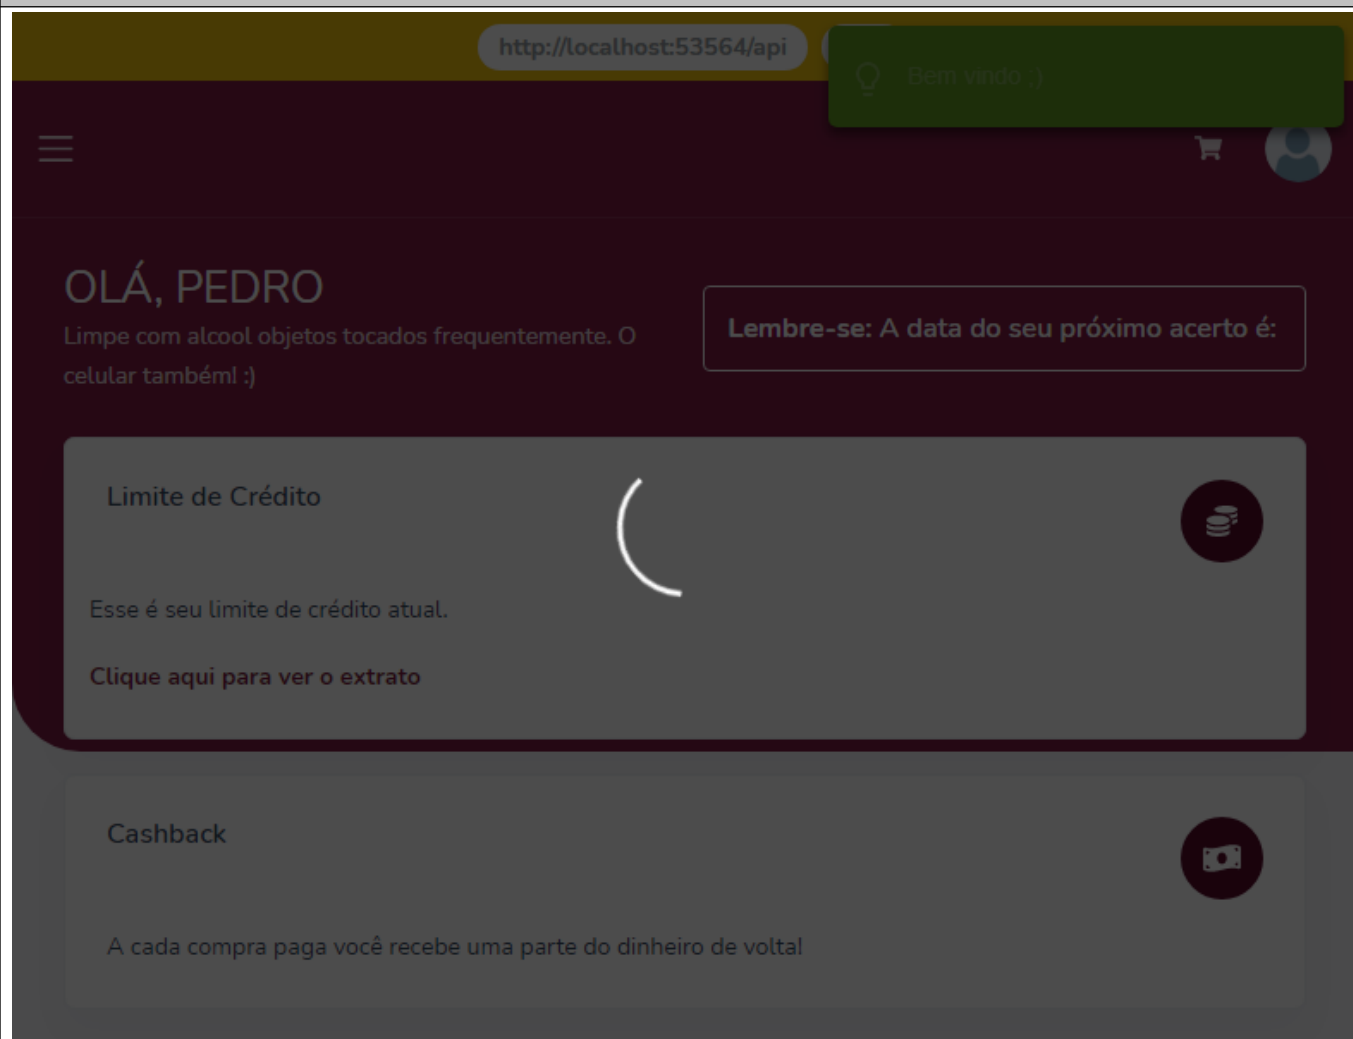 http://localhost:53564/api
Bem vindo :)
OLÁ, PEDRO
Limpe com alcool objetos tocados frequentemente. O
celular também! :)
Lembre-se: A data do seu próximo acerto é:
Limite de Crédito
Esse é seu limite de crédito atual.
Clique aqui para ver o extrato
Cashback
A cada compra paga você recebe uma parte do dinheiro de volta!